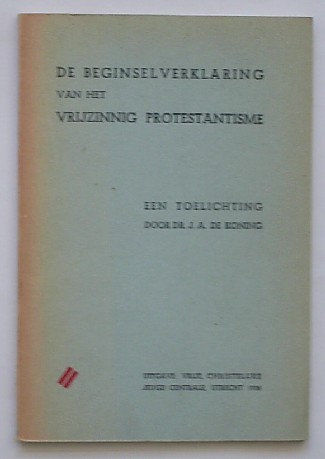 DE BEGINSELVERKLARING
VAN HET
VRIJZINNIG PROTESTANTISME
EEN TOELICHTING
DOOR DR. J. A. DE KONING
UITGAVE, VRIJZ. CHRISTELIJKE
JEUGD CENTRALE, UTRECHT